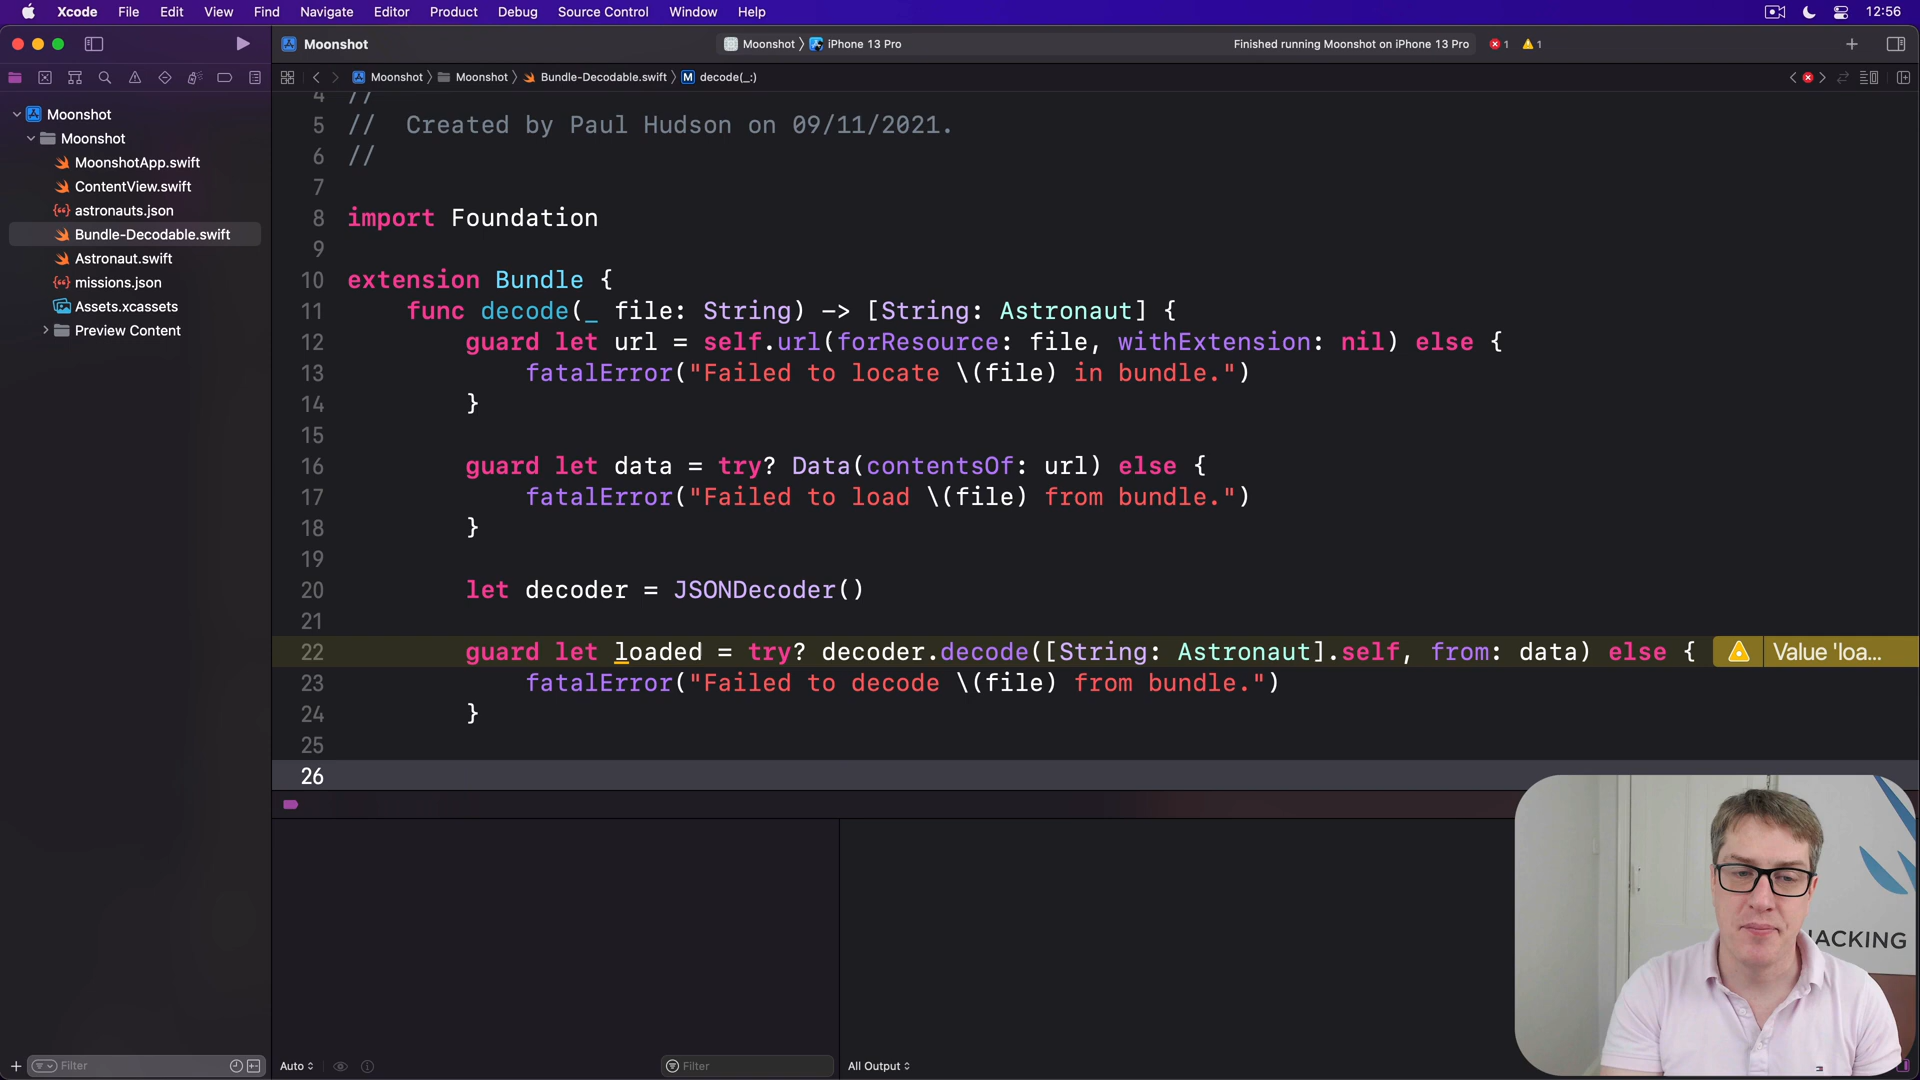 Xcode File Edit View Find Navigate Editor Product Debug Source Control Window Help 12:56
Moonshot
Moonshot iPhone 13 Pro
Finished running Moonshot on iPhone 13 Pro 1 1
Moonshot Moonshot Bundle-Decodable.swift M decode(_:)
Moonshot
Moonshot
MoonshotApp.swift
ContentView.swift
astronauts.json
Bundle-Decodable.swift
Astronaut.swift
missions.json
Assets.xcassets
Preview Content
4 //
5 //  Created by Paul Hudson on 09/11/2021.
6 //
7
8 import Foundation
9
10 extension Bundle {
11 func decode(_ file: String) -> [String: Astronaut] {
12 guard let url = self.url(forResource: file, withExtension: nil) else {
13 fatalError("Failed to locate \(file) in bundle.")
14 }
15
16 guard let data = try? Data(contentsOf: url) else {
17 fatalError("Failed to load \(file) from bundle.")
18 }
19
20 let decoder = JSONDecoder()
21
22 guard let loaded = try? decoder.decode([String: Astronaut].self, from: data) else { Value 'loa...
23 fatalError("Failed to decode \(file) from bundle.")
24 }
25
26
HACKING
Filter
Auto
Filter
All Output